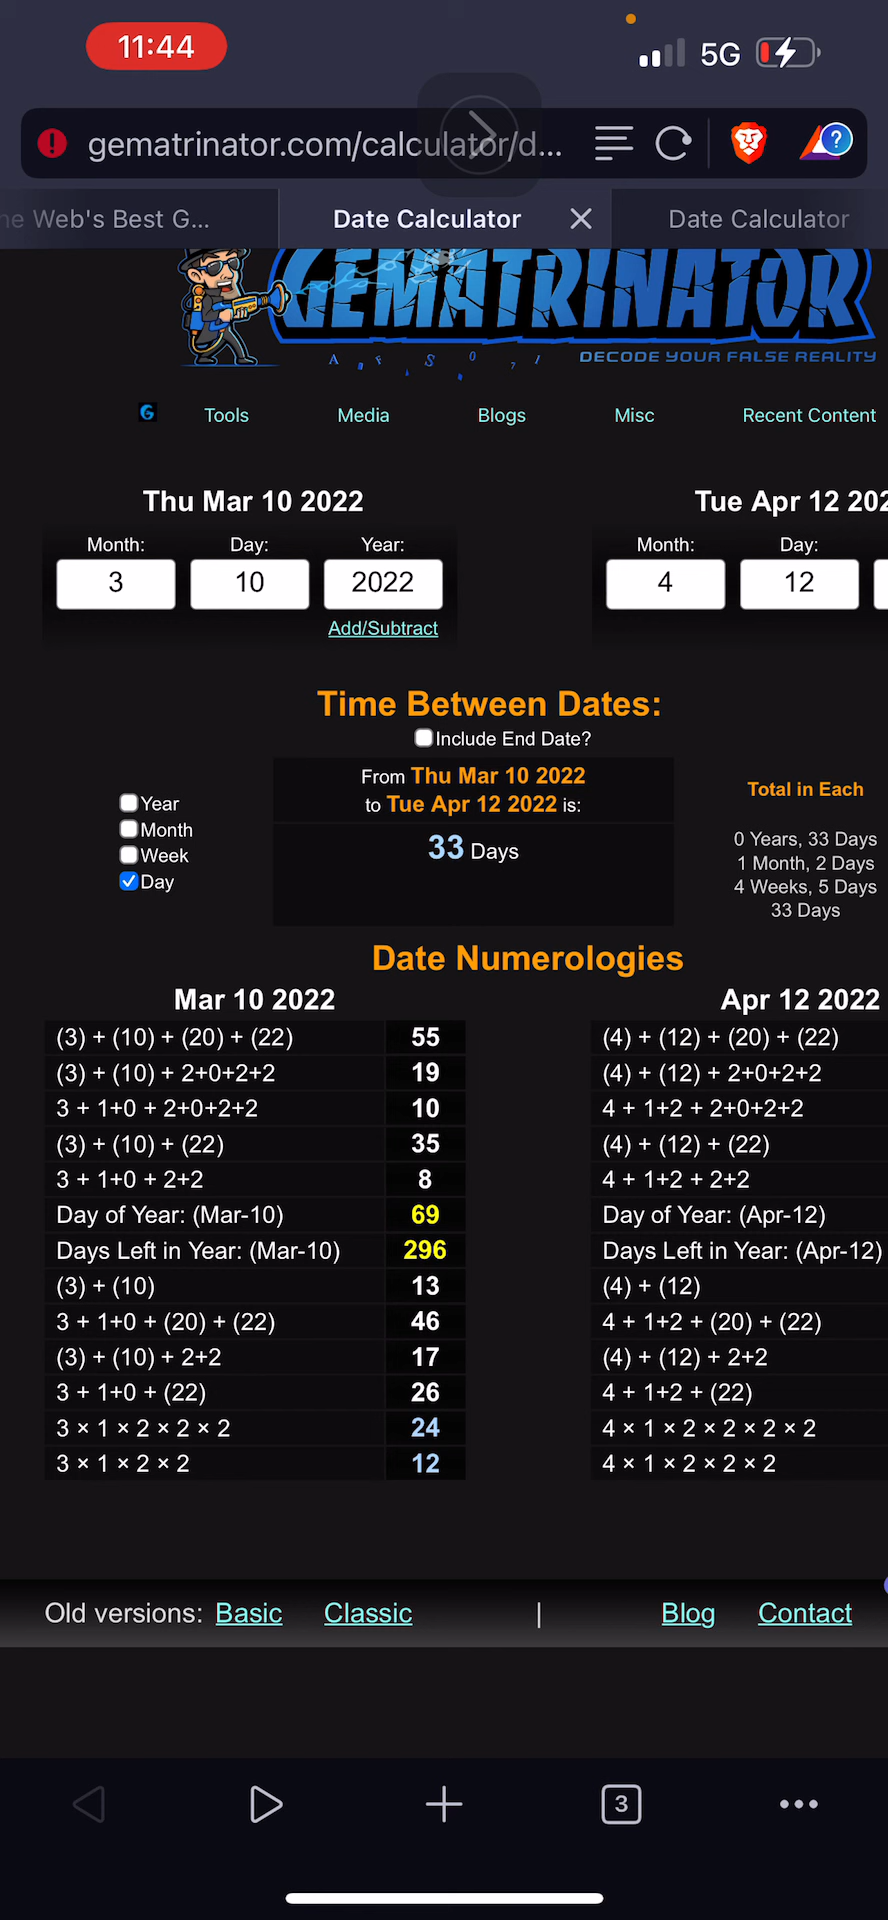 11:44
5G
gematrinator.com/calculator/d...
?
ne Web's Best G...
Date Calculator
Date Calculator
GEMATRINATOR
DECODE YOUR FALSE REALITY
G
Tools
Media
Blogs
Misc
Recent Content
Thu Mar 10 2022
Tue Apr 12 202
Month:
Day:
Year:
Month:
Day:
3
10
2022
4
12
Add/Subtract
Time Between Dates:
Include End Date?
From Thu Mar 10 2022
to Tue Apr 12 2022 is:
33 Days
Year
Month
Week
Day
Total in Each
0 Years, 33 Days
1 Month, 2 Days
4 Weeks, 5 Days
33 Days
Date Numerologies
Mar 10 2022
Apr 12 2022
(3) + (10) + (20) + (22) 55
(4) + (12) + (20) + (22)
(3) + (10) + 2+0+2+2 19
(4) + (12) + 2+0+2+2
3 + 1+0 + 2+0+2+2 10
4 + 1+2 + 2+0+2+2
(3) + (10) + (22) 35
(4) + (12) + (22)
3 + 1+0 + 2+2 8
4 + 1+2 + 2+2
Day of Year: (Mar-10) 69
Day of Year: (Apr-12)
Days Left in Year: (Mar-10) 296
Days Left in Year: (Apr-12)
(3) + (10) 13
(4) + (12)
3 + 1+0 + (20) + (22) 46
4 + 1+2 + (20) + (22)
(3) + (10) + 2+2 17
(4) + (12) + 2+2
3 + 1+0 + (22) 26
4 + 1+2 + (22)
3 × 1 × 2 × 2 × 2 24
4 × 1 × 2 × 2 × 2 × 2
3 × 1 × 2 × 2 12
4 × 1 × 2 × 2 × 2
Old versions: Basic Classic | Blog Contact
3